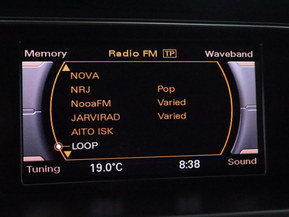 Memory Radio FM TP Waveband
NOVA
NRJ Pop
NooaFM Varied
JARVIRAD Varied
AITO ISK
LOOP
Tuning 19.0°C 8:38 Sound